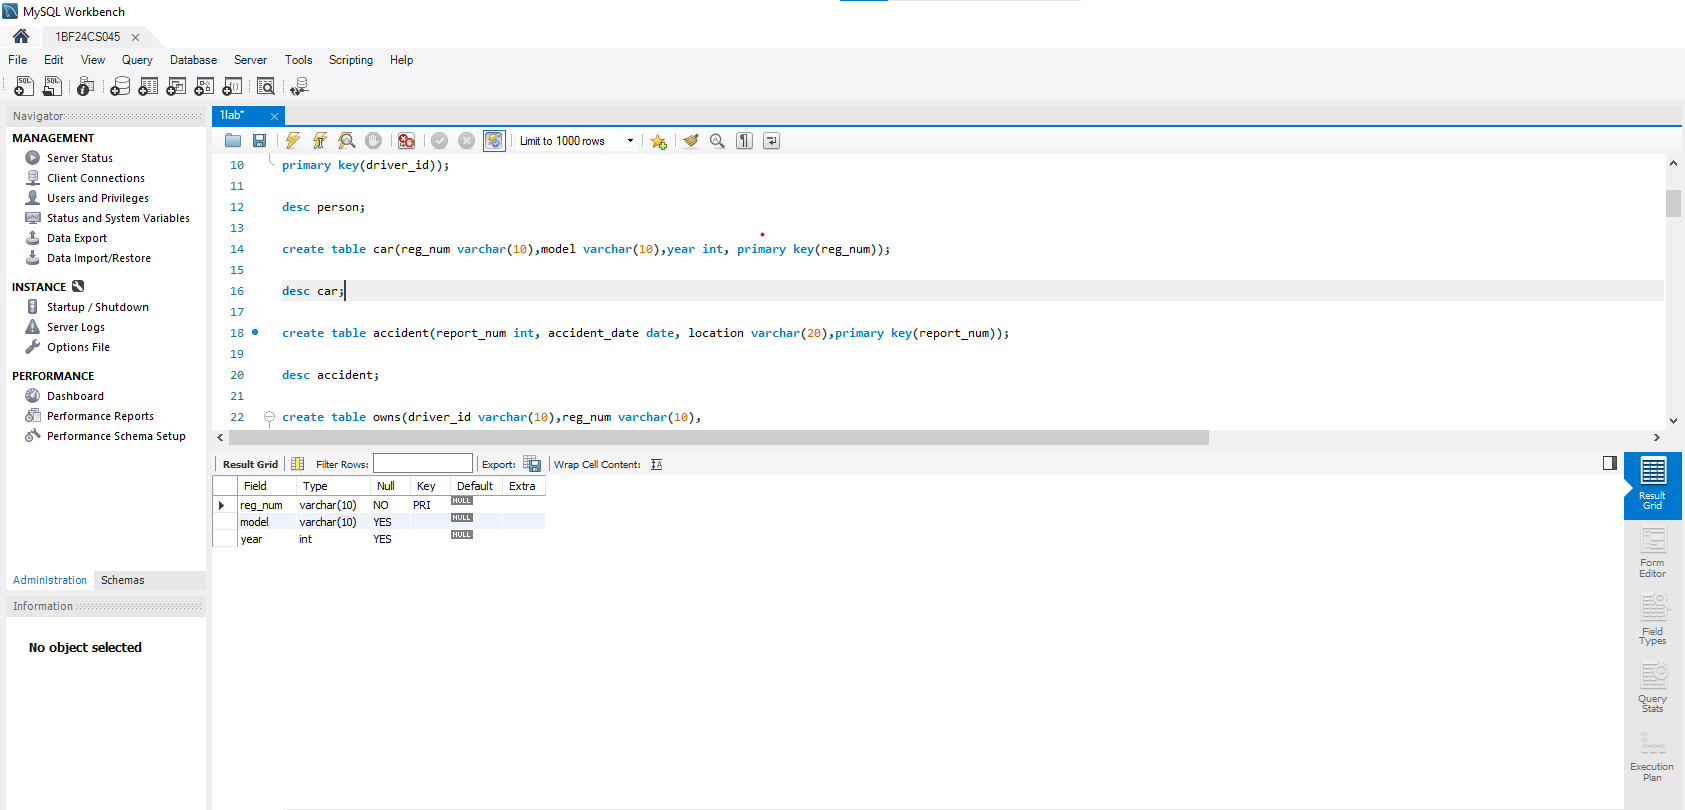 MySQL Workbench
1BF24CS045
File Edit View Query Database Server Tools Scripting Help
Navigator
MANAGEMENT
Server Status
Client Connections
Users and Privileges
Status and System Variables
Data Export
Data Import/Restore
INSTANCE
Startup / Shutdown
Server Logs
Options File
PERFORMANCE
Dashboard
Performance Reports
Performance Schema Setup
Administration Schemas
Information
No object selected
1lab*
Limit to 1000 rows
10 primary key(driver_id));
11
12 desc person;
13
14 create table car(reg_num varchar(10),model varchar(10),year int, primary key(reg_num));
15
16 desc car;
17
18 create table accident(report_num int, accident_date date, location varchar(20),primary key(report_num));
19
20 desc accident;
21
22 create table owns(driver_id varchar(10),reg_num varchar(10),
Result Grid Filter Rows: Export: Wrap Cell Content:
Field Type Null Key Default Extra
reg_num varchar(10) NO PRI NULL
model varchar(10) YES NULL
year int YES NULL
Result
Grid
Form
Editor
Field
Types
Query
Stats
Execution
Plan